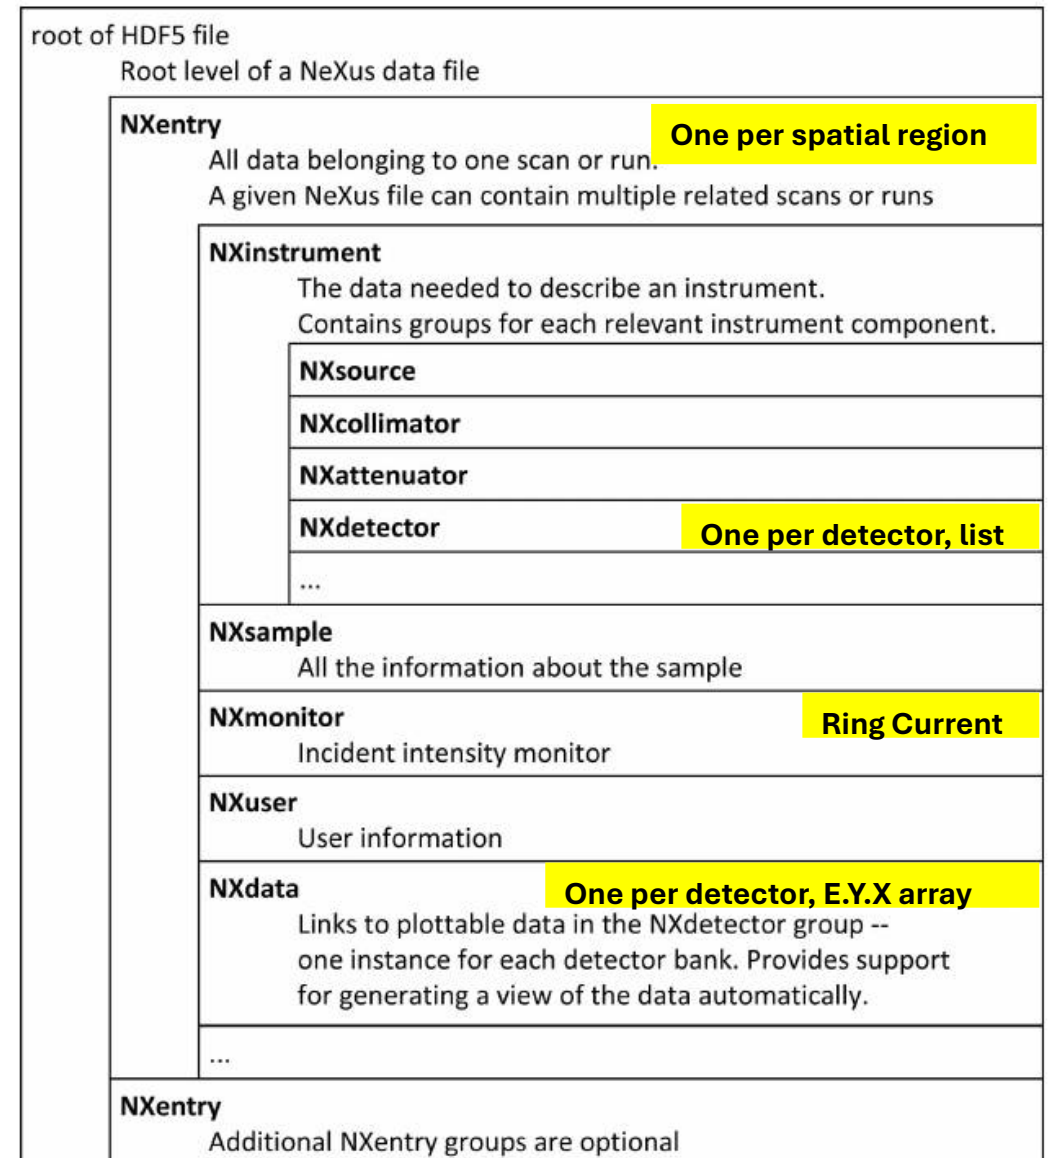 root of HDF5 file
Root level of a NeXus data file
NXentry
One per spatial region
All data belonging to one scan or run.
A given NeXus file can contain multiple related scans or runs
NXinstrument
The data needed to describe an instrument.
Contains groups for each relevant instrument component.
NXsource
NXcollimator
NXattenuator
NXdetector
One per detector, list
...
NXsample
All the information about the sample
NXmonitor
Ring Current
Incident intensity monitor
NXuser
User information
NXdata
One per detector, E.Y.X array
Links to plottable data in the NXdetector group --
one instance for each detector bank. Provides support
for generating a view of the data automatically.
...
NXentry
Additional NXentry groups are optional